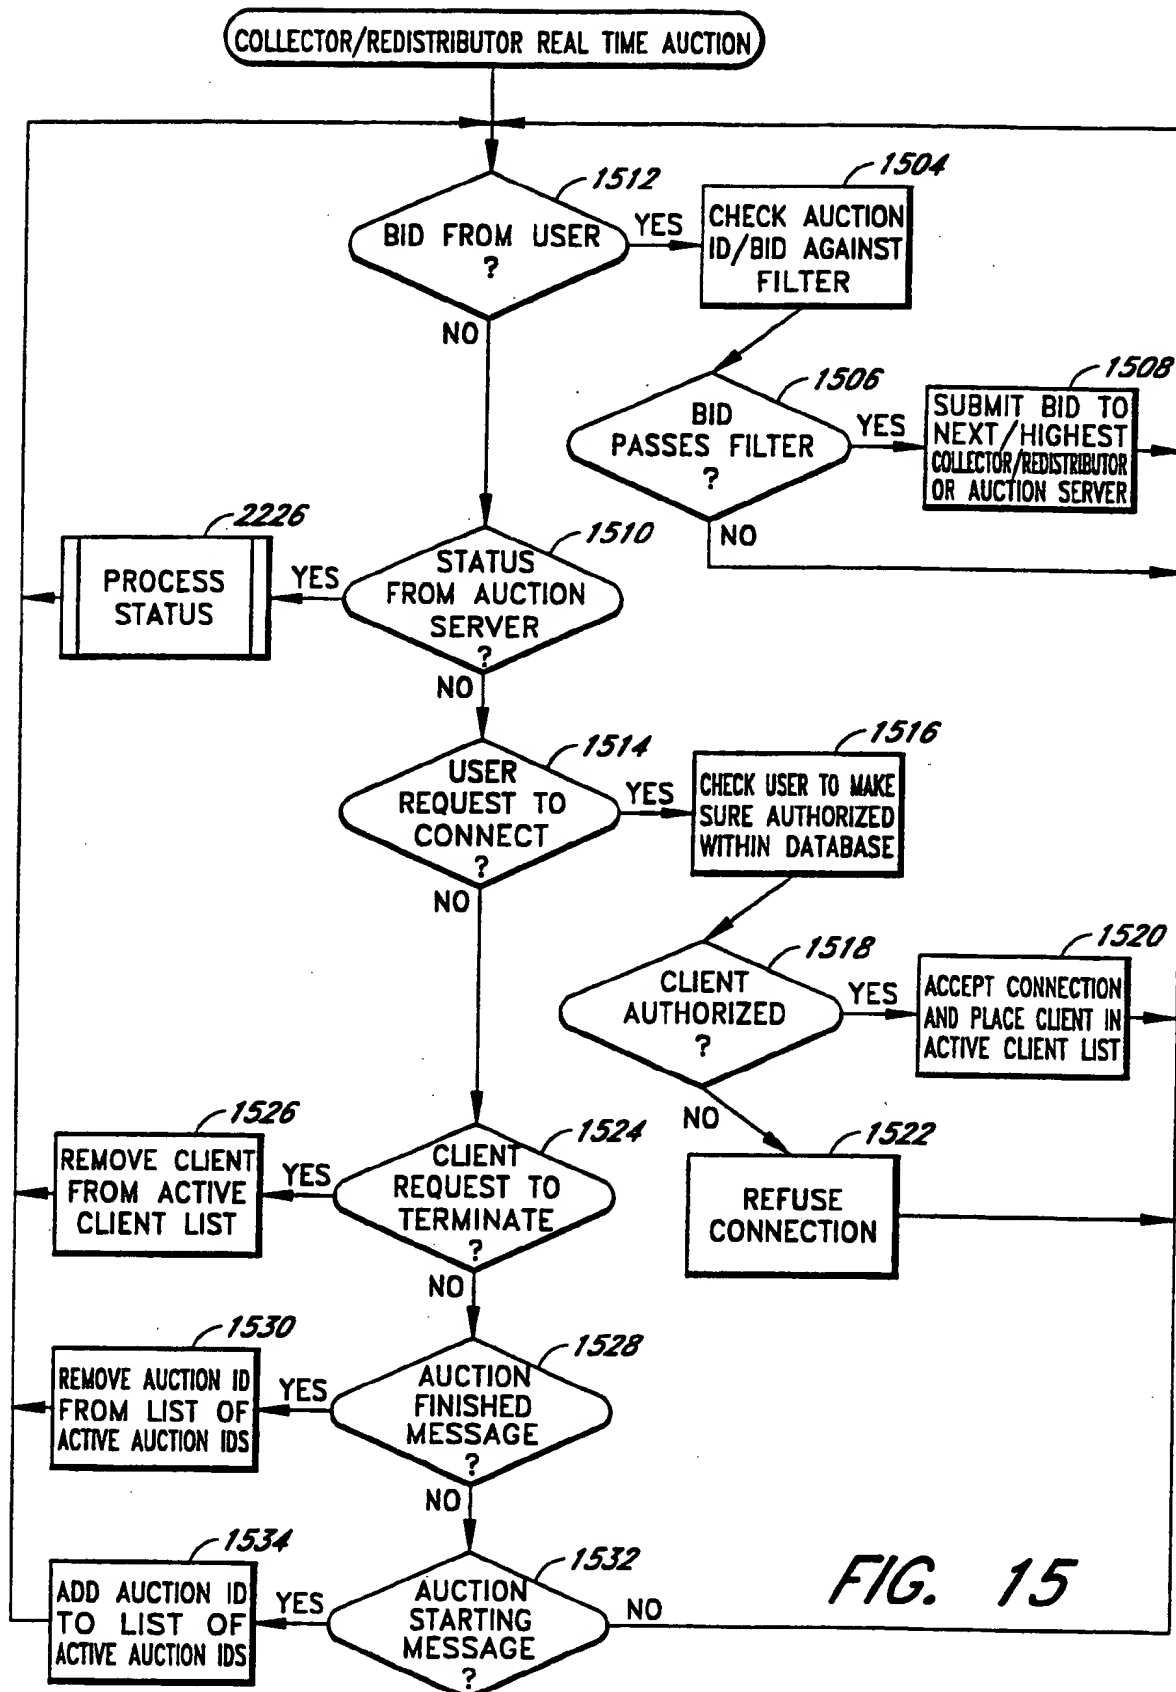 COLLECTOR/REDISTRIBUTOR REAL TIME AUCTION
1512
BID FROM USER
?
YES
NO
1504
CHECK AUCTION
ID/BID AGAINST
FILTER
1506
BID
PASSES FILTER
?
YES
NO
1508
SUBMIT BID TO
NEXT/HIGHEST
COLLECTOR/REDISTRIBUTOR
OR AUCTION SERVER
2226
PROCESS
STATUS
YES
1510
STATUS
FROM AUCTION
SERVER
?
NO
1514
USER
REQUEST TO
CONNECT
?
YES
NO
1516
CHECK USER TO MAKE
SURE AUTHORIZED
WITHIN DATABASE
1518
CLIENT
AUTHORIZED
?
YES
NO
1520
ACCEPT CONNECTION
AND PLACE CLIENT IN
ACTIVE CLIENT LIST
1522
REFUSE
CONNECTION
1526
REMOVE CLIENT
FROM ACTIVE
CLIENT LIST
YES
1524
CLIENT
REQUEST TO
TERMINATE
?
NO
1530
REMOVE AUCTION ID
FROM LIST OF
ACTIVE AUCTION IDS
YES
1528
AUCTION
FINISHED
MESSAGE
?
NO
1534
ADD AUCTION ID
TO LIST OF
ACTIVE AUCTION IDS
YES
1532
AUCTION
STARTING
MESSAGE
?
NO
FIG. 15